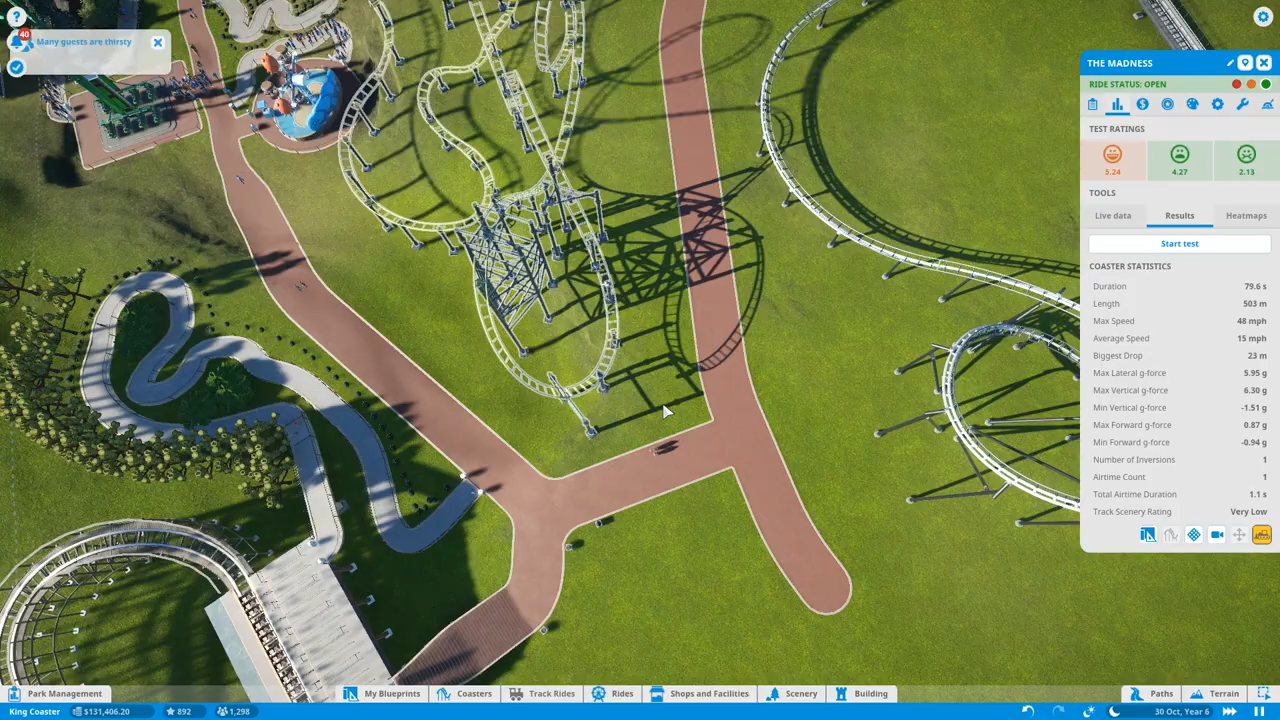 ?
40
Many guests are thirsty
THE MADNESS
RIDE STATUS: OPEN
TEST RATINGS
5.24 4.27 2.13
TOOLS
Live data Results Heatmaps
Start test
COASTER STATISTICS
Duration 79.6 s
Length 503 m
Max Speed 48 mph
Average Speed 15 mph
Biggest Drop 23 m
Max Lateral g-force 5.95 g
Max Vertical g-force 6.30 g
Min Vertical g-force -1.51 g
Max Forward g-force 0.87 g
Min Forward g-force -0.94 g
Number of Inversions 1
Airtime Count 1
Total Airtime Duration 1.1 s
Track Scenery Rating Very Low
Park Management My Blueprints Coasters Track Rides Rides Shops and Facilities Scenery Building Paths Terrain
King Coaster $131,406.20 892 1,298 30 Oct, Year 6